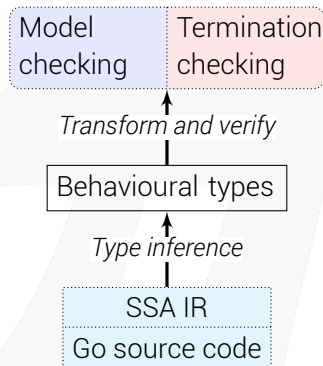 Model
checking
Termination
checking
Transform and verify
Behavioural types
Type inference
SSA IR
Go source code